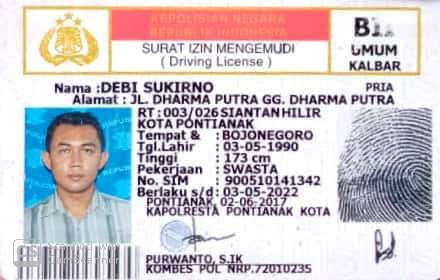 KEPOLISIAN NEGARA
REPUBLIK INDONESIA
SURAT IZIN MENGEMUDI
( Driving License )
UMUM
KALBAR
Nama : DEBI SUKIRNO PRIA
Alamat : JL. DHARMA PUTRA GG. DHARMA PUTRA
RT : 003/026 SIANTAN HILIR
KOTA PONTIANAK
Tempat & : BOJONEGORO
Tgl.Lahir : 03-05-1990
Tinggi : 173 cm
Pekerjaan : SWASTA
No. SIM : 900510141342
Berlaku s/d : 03-05-2022
PONTIANAK, 02-06-2017
KAPOLRESTA PONTIANAK KOTA
PURWANTO, S.IK
KOMBES POL NRP.72010235